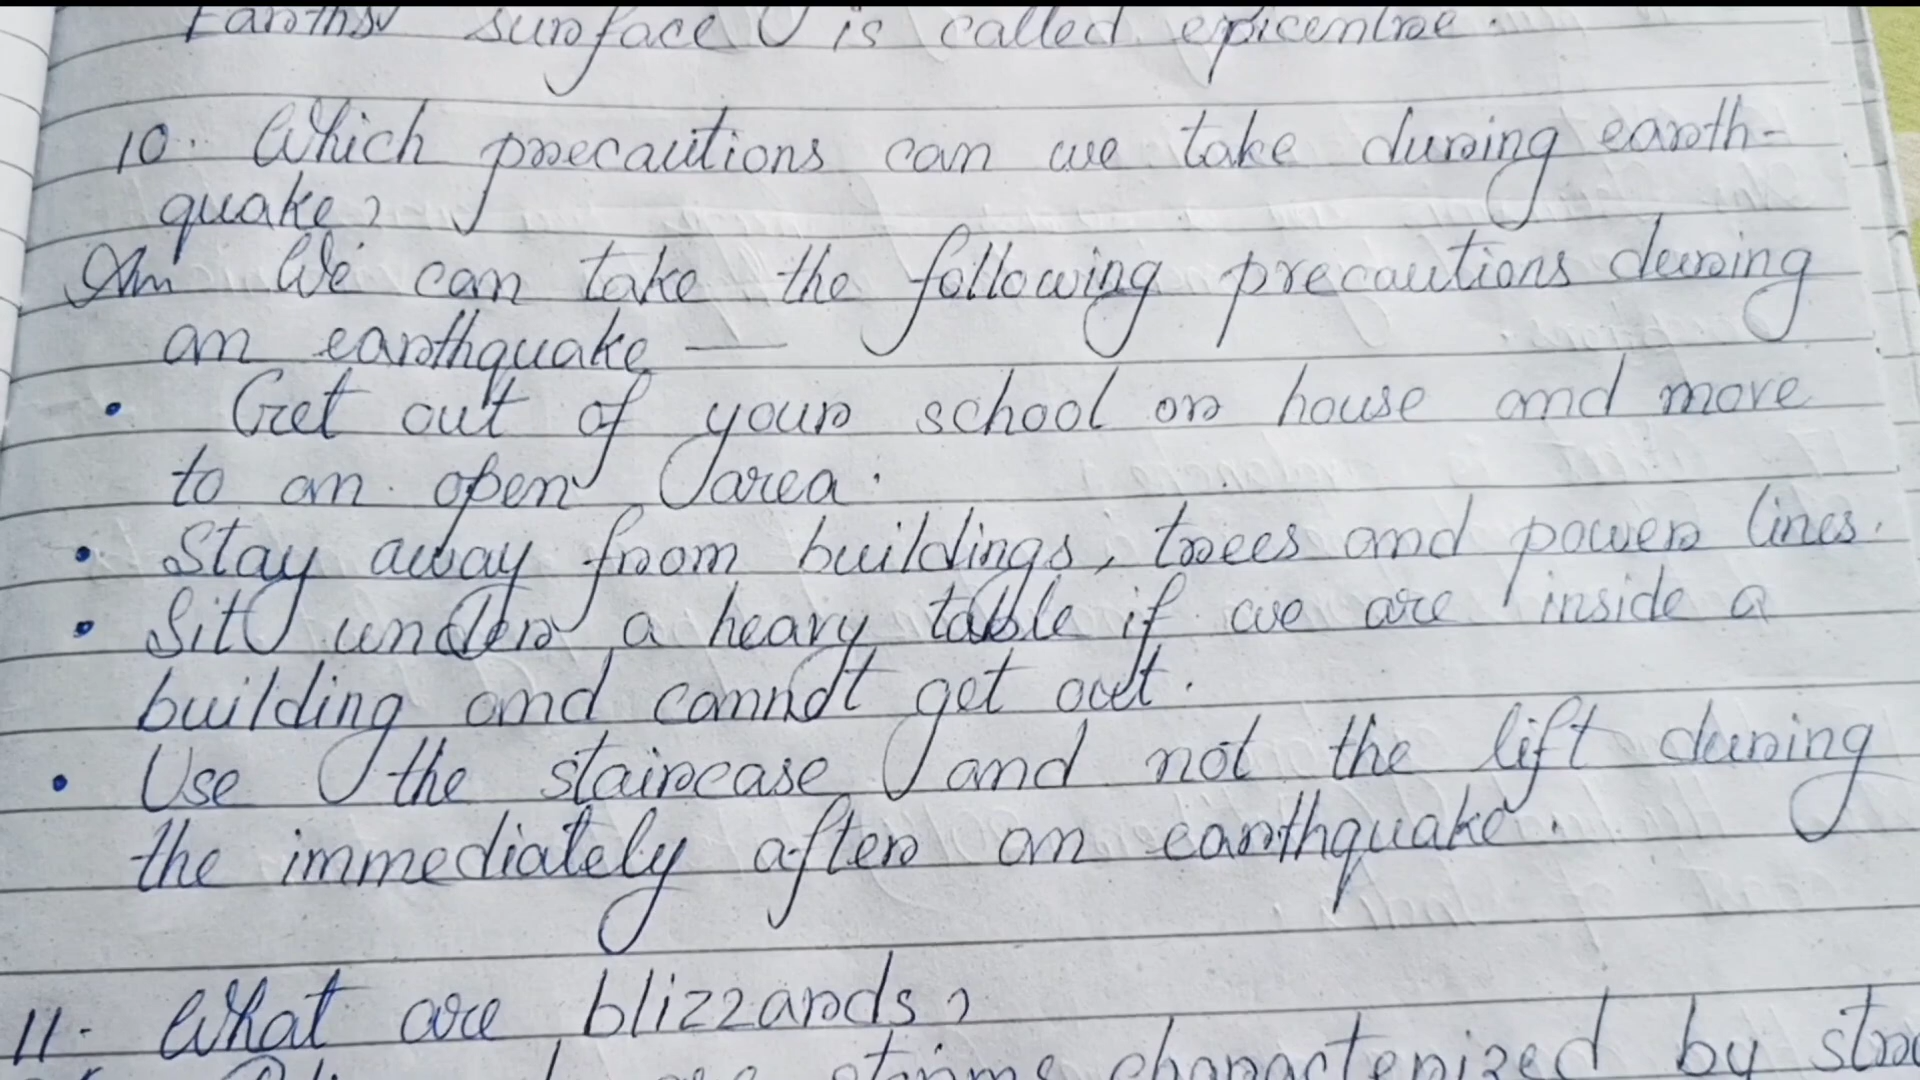 Earth's surface is called epicentre.
10. Which precautions can we take during earth-
quake?
Ans We can take the following precautions during
an earthquake —
• Get out of your school or house and move
to an open area.
• Stay away from buildings, trees and power lines.
• Sit under a heavy table if we are inside a
building and cannot get out.
• Use the staircase and not the lift during
the immediately after an earthquake.
11. What are blizzards?
characterized by